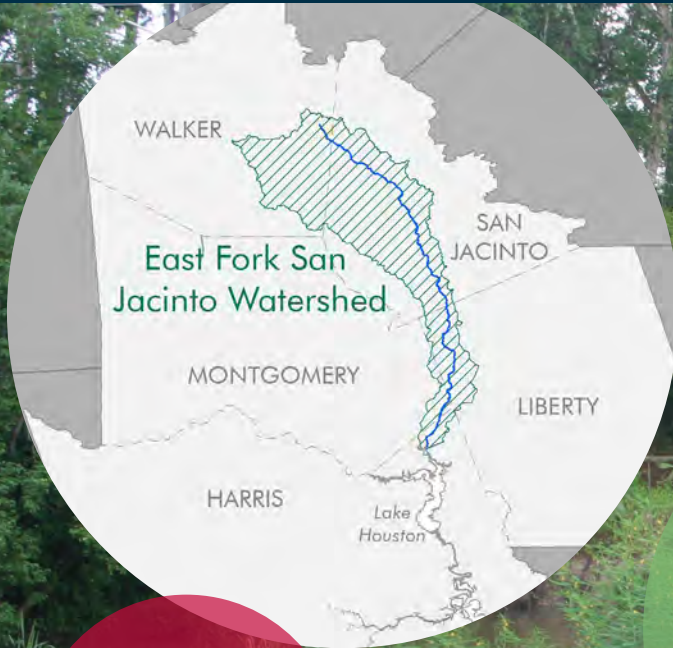 WALKER
SAN
JACINTO
East Fork San
Jacinto Watershed
MONTGOMERY
LIBERTY
HARRIS
Lake
Houston